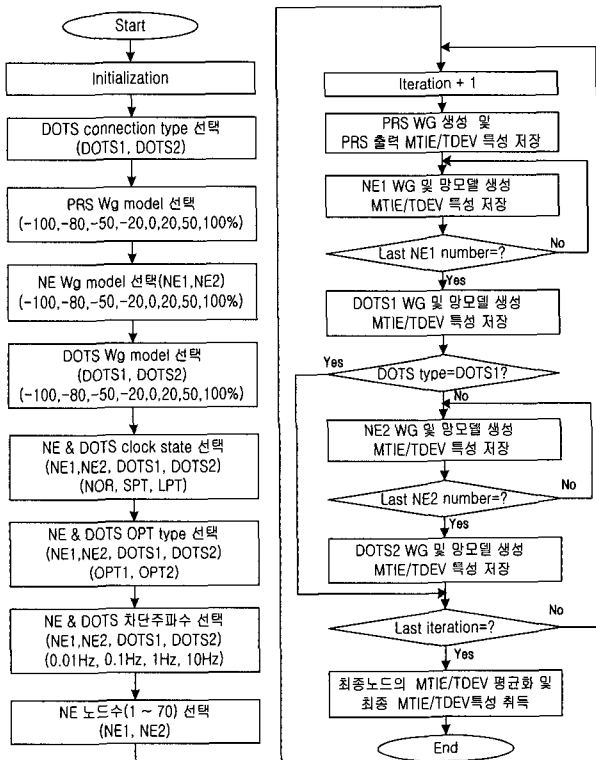 Start
Initialization
DOTS connection type 선택
(DOTS1, DOTS2)
PRS Wg model 선택
(-100,-80,-50,-20,0,20,50,100%)
NE Wg model 선택(NE1,NE2)
(-100,-80,-50,-20,0,20,50,100%)
DOTS Wg model 선택
(DOTS1, DOTS2)
(-100,-80,-50,-20,0,20,50,100%)
NE & DOTS clock state 선택
(NE1,NE2, DOTS1, DOTS2)
(NOR, SPT, LPT)
NE & DOTS OPT type 선택
(NE1,NE2, DOTS1, DOTS2)
(OPT1, OPT2)
NE & DOTS 차단주파수 선택
(NE1,NE2, DOTS1, DOTS2)
(0.01Hz, 0.1Hz, 1Hz, 10Hz)
NE 노드수(1 ~ 70) 선택
(NE1, NE2)
Iteration + 1
PRS WG 생성 및
PRS 출력 MTIE/TDEV 특성 저장
NE1 WG 및 망모델 생성
MTIE/TDEV 특성 저장
Last NE1 number=?
No
Yes
DOTS1 WG 및 망모델 생성
MTIE/TDEV 특성 저장
Yes
DOTS type=DOTS1?
No
NE2 WG 및 망모델 생성
MTIE/TDEV 특성 저장
Last NE2 number=?
No
Yes
DOTS2 WG 및 망모델 생성
MTIE/TDEV 특성 저장
Last iteration=?
No
Yes
최종노드의 MTIE/TDEV 평균화 및
최종 MTIE/TDEV특성 취득
End